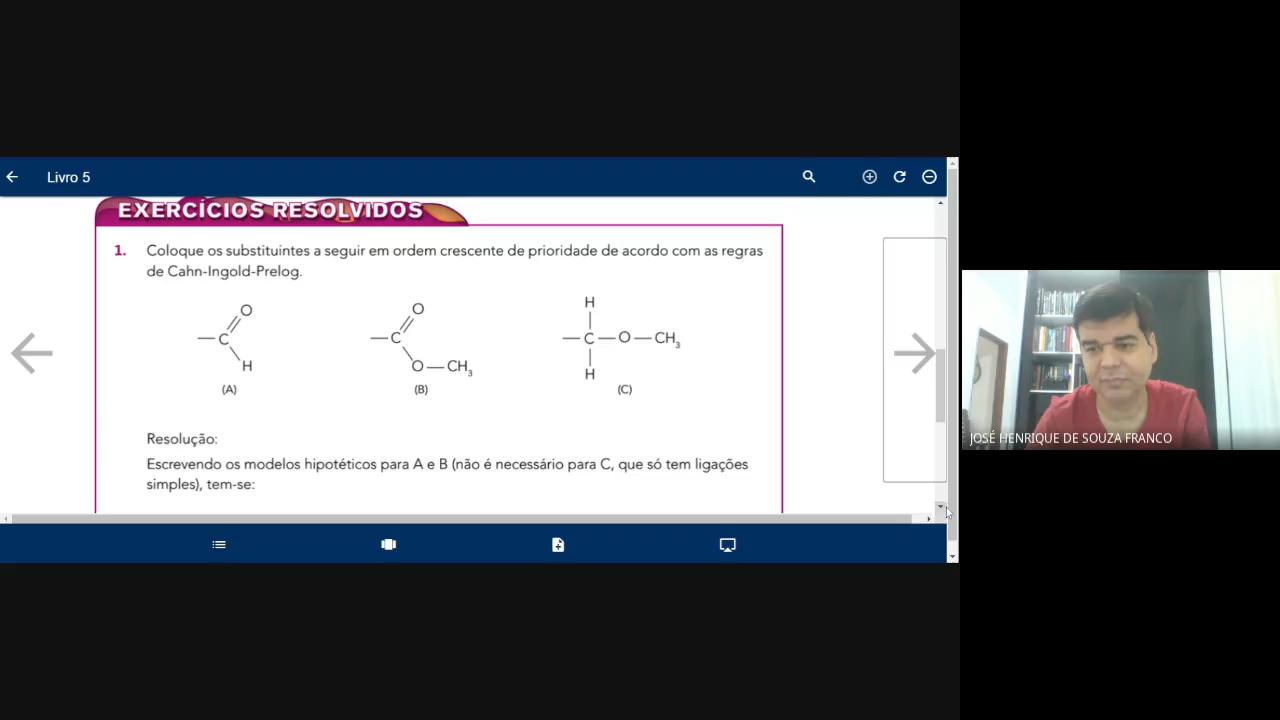 Livro 5
EXERCÍCIOS RESOLVIDOS
1. Coloque os substituintes a seguir em ordem crescente de prioridade de acordo com as regras
de Cahn-Ingold-Prelog.
O
— C
H
(A)
O
— C
O — CH3
(B)
H
— C — O — CH3
H
(C)
Resolução:
Escrevendo os modelos hipotéticos para A e B (não é necessário para C, que só tem ligações
simples), tem-se:
JOSÉ HENRIQUE DE SOUZA FRANCO